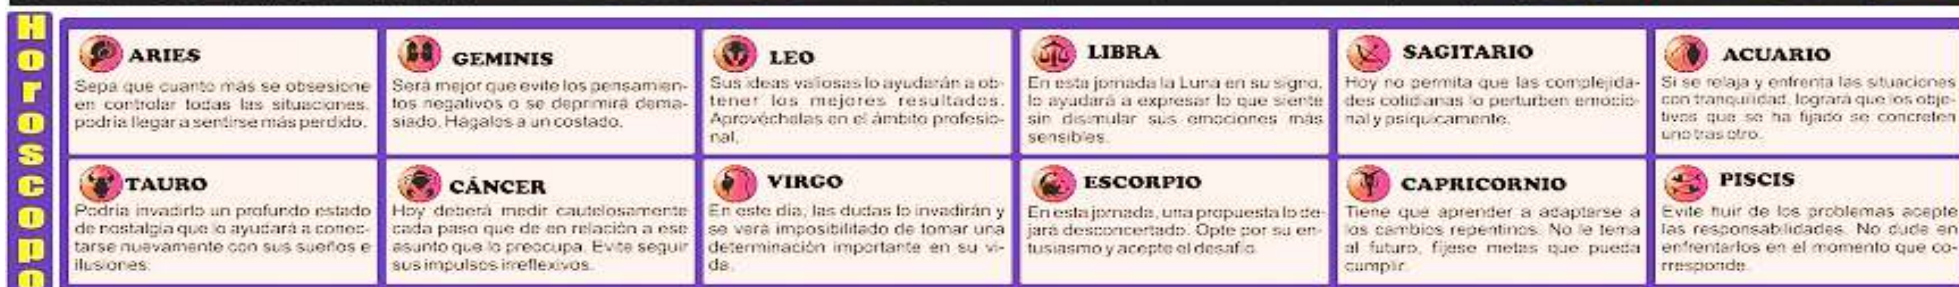 Horoscopo
ARIES
Sepa que cuanto más se obsesione
en controlar todas las situaciones,
podría llegar a sentirse más perdido.
TAURO
Podría invadirlo un profundo estado
de nostalgia que lo ayudará a conec-
tarse nuevamente con sus sueños e
ilusiones.
GEMINIS
Será mejor que evite los pensamien-
tos negativos o se deprimirá dema-
siado. Hágalos a un costado.
CÁNCER
Hoy deberá medir cautelosamente
cada paso que de en relación a ese
asunto que lo preocupa. Evite seguir
sus impulsos irreflexivos.
LEO
Sus ideas valiosas lo ayudarán a ob-
tener los mejores resultados.
Aprovéchelas en el ámbito profesio-
nal.
VIRGO
En este día, las dudas lo invadirán y
se verá imposibilitado de tomar una
determinación importante en su vi-
da.
LIBRA
En esta jornada la Luna en su signo,
lo ayudará a expresar lo que siente
sin disimular sus emociones más
sensibles.
ESCORPIO
En esta jornada, una propuesta lo de-
jará desconcertado. Opte por su en-
tusiasmo y acepte el desafío.
SAGITARIO
Hoy no permita que las complejida-
des cotidianas lo perturben emocio-
nal y psíquicamente.
CAPRICORNIO
Tiene que aprender a adaptarse a
los cambios repentinos. No le tema
al futuro, fíjese metas que pueda
cumplir.
ACUARIO
Si se relaja y enfrenta las situaciones
con tranquilidad, logrará que los obje-
tivos que se ha fijado se concreten
uno tras otro.
PISCIS
Evite huir de los problemas acepte
las responsabilidades. No dude en
enfrentarlos en el momento que co-
rresponde.